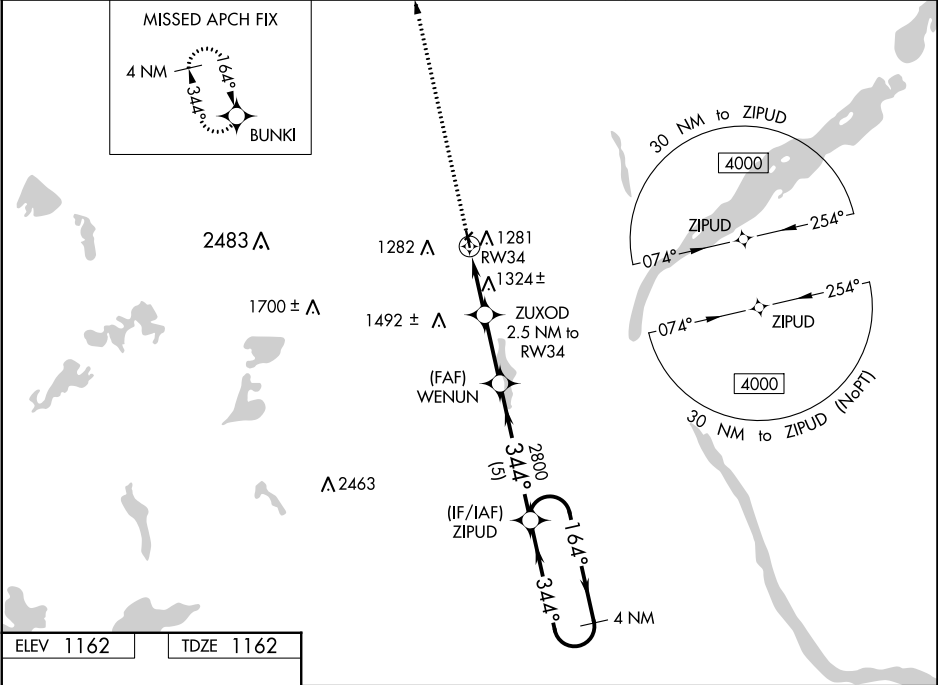 MISSED APCH FIX
4 NM
164°
344°
BUNKI
30 NM to ZIPUD
4000
ZIPUD
254°
074°
2483
1282
1281
RW34
1324 ±
1700 ±
1492 ±
ZUXOD
2.5 NM to
RW34
254°
074°
ZIPUD
4000
30 NM to ZIPUD (NoPT)
(FAF)
WENUN
2800
344°
(5)
2463
(IF/IAF)
ZIPUD
164°
344°
4 NM
ELEV 1162
TDZE 1162